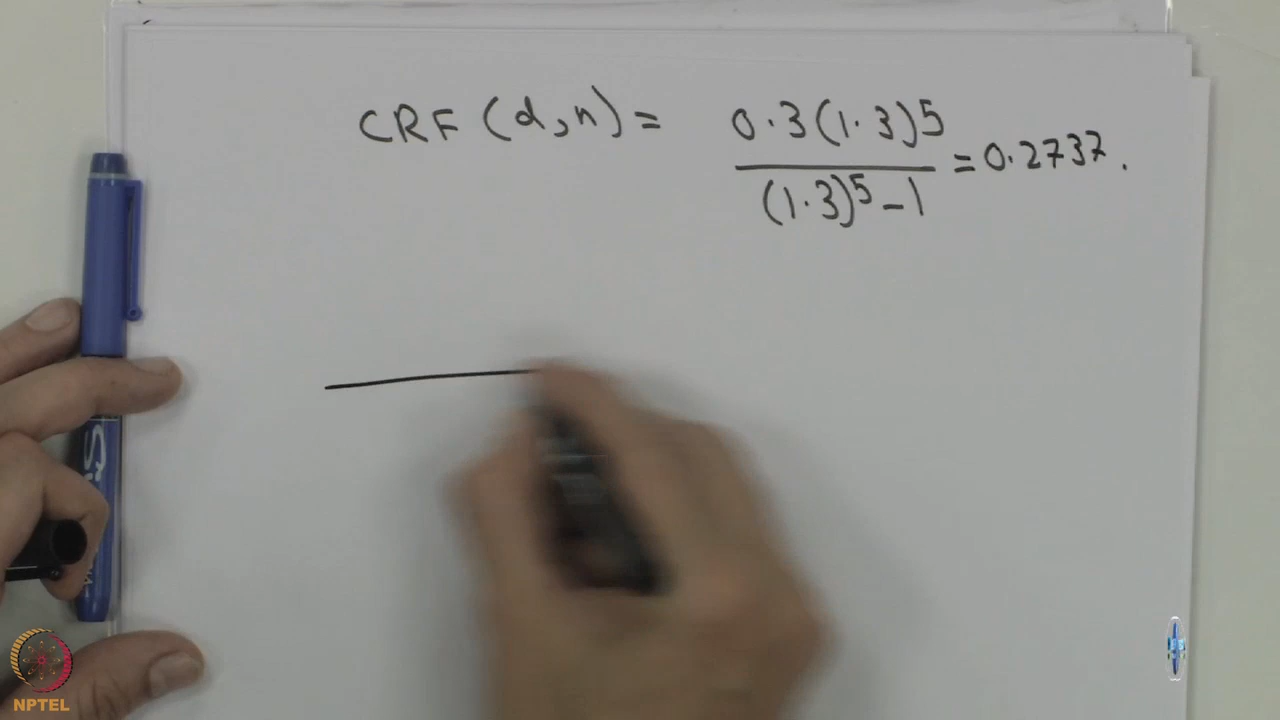 CRF (d,n) = 0.3(1.3)5 / (1.3)5-1 = 0.2737.
NPTEL